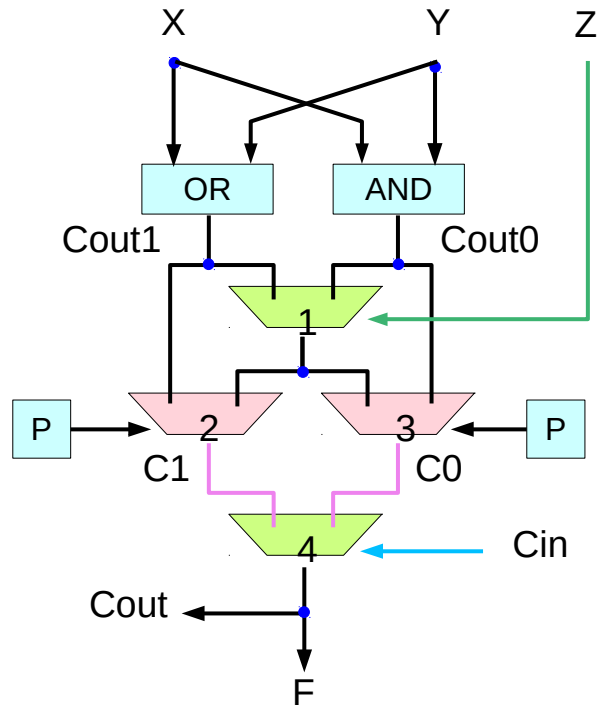 X Y Z
OR AND
Cout1 Cout0
1
P 2 3 P
C1 C0
4 Cin
Cout
F